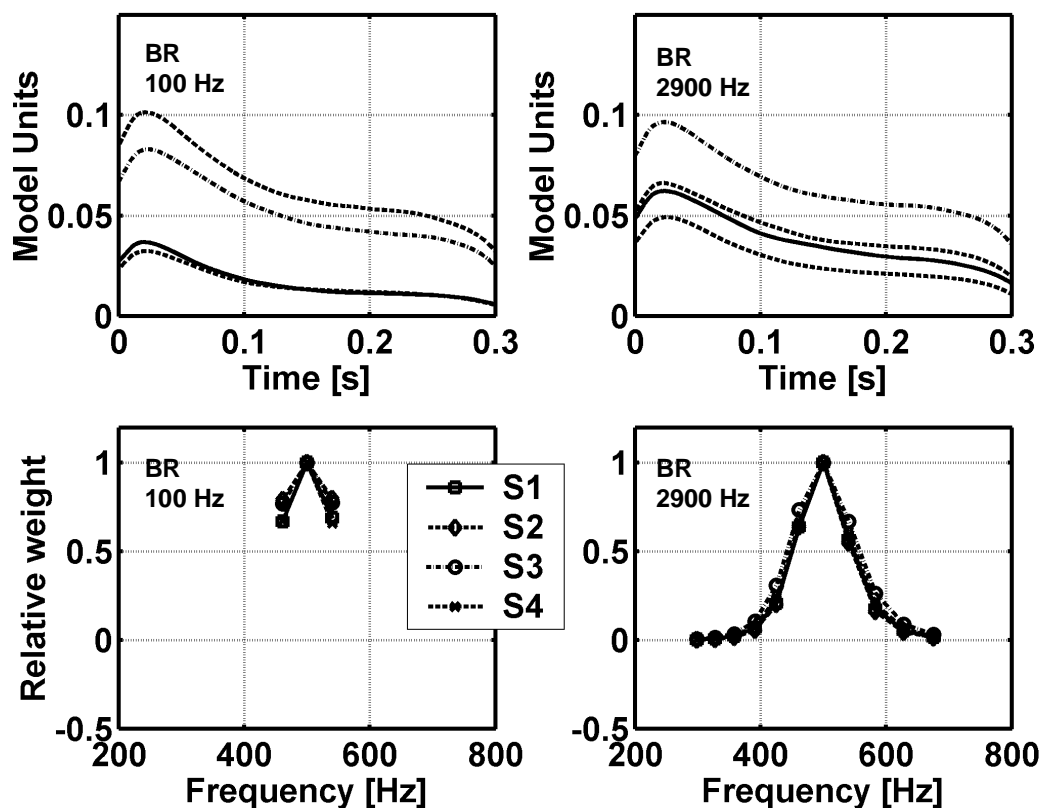 Model Units
0.1
0.05
0
BR
100 Hz
0 0.1 0.2 0.3
Time [s]
Model Units
0.1
0.05
0
BR
2900 Hz
0 0.1 0.2 0.3
Time [s]
Relative weight
1
0.5
0
-0.5
BR
100 Hz
S1
S2
S3
S4
200 400 600 800
Frequency [Hz]
1
0.5
0
-0.5
BR
2900 Hz
200 400 600 800
Frequency [Hz]